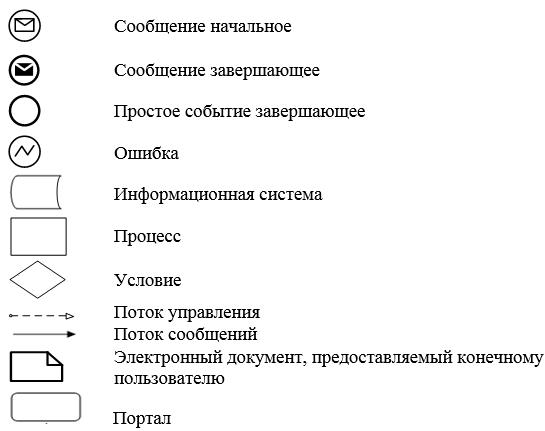 Сообщение начальное
Сообщение завершающее
Простое событие завершающее
Ошибка
Информационная система
Процесс
Условие
Поток управления
Поток сообщений
Электронный документ, предоставляемый конечному
пользователю
Портал